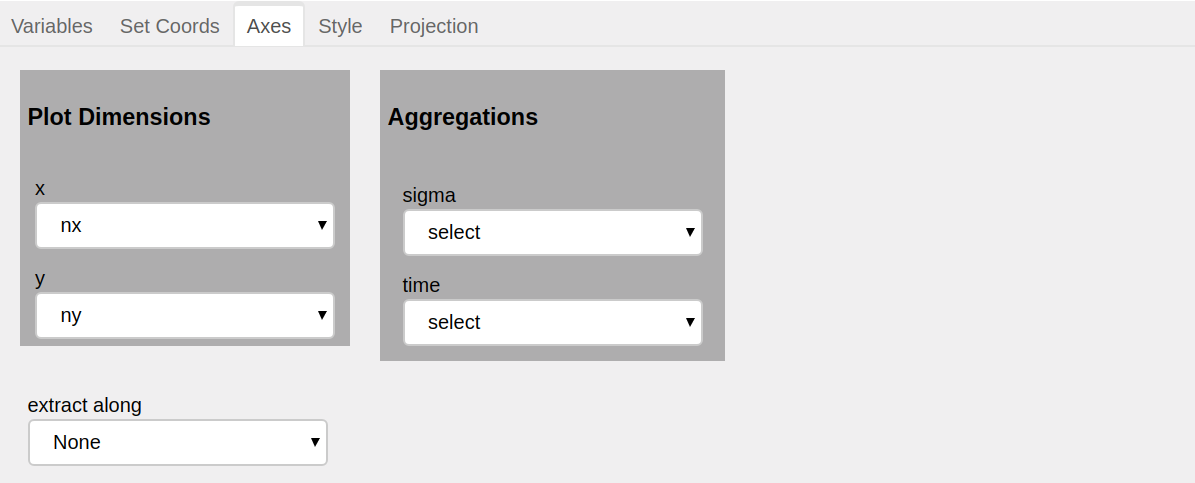 Variables Set Coords Axes Style Projection
Plot Dimensions
x
nx
y
ny
Aggregations
sigma
select
time
select
extract along
None